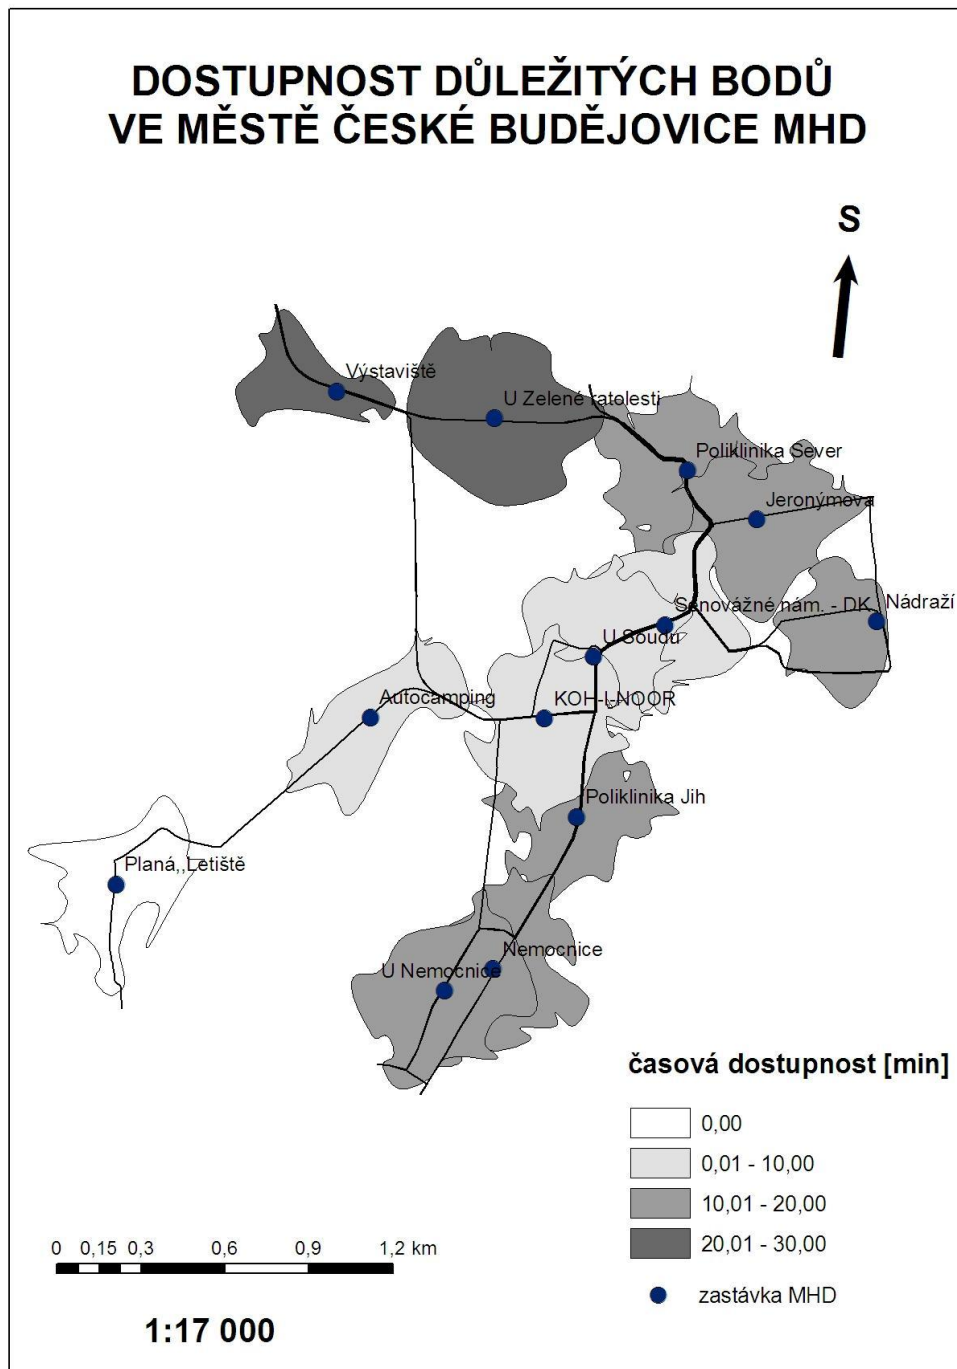 DOSTUPNOST DŮLEŽITÝCH BODŮ
VE MĚSTĚ ČESKÉ BUDĚJOVICE MHD
S
Výstaviště
U Zelené ratolesti
Poliklinika Sever
Jeronýmova
Nádraží
Senovážné nám. - DK
U Soudu
Autocamping
KOH-I-NOOR
Poliklinika Jih
Planá,,Letiště
Nemocnice
U Nemocnice
časová dostupnost [min]
0,00
0,01 - 10,00
10,01 - 20,00
20,01 - 30,00
zastávka MHD
0 0,15 0,3 0,6 0,9 1,2 km
1:17 000